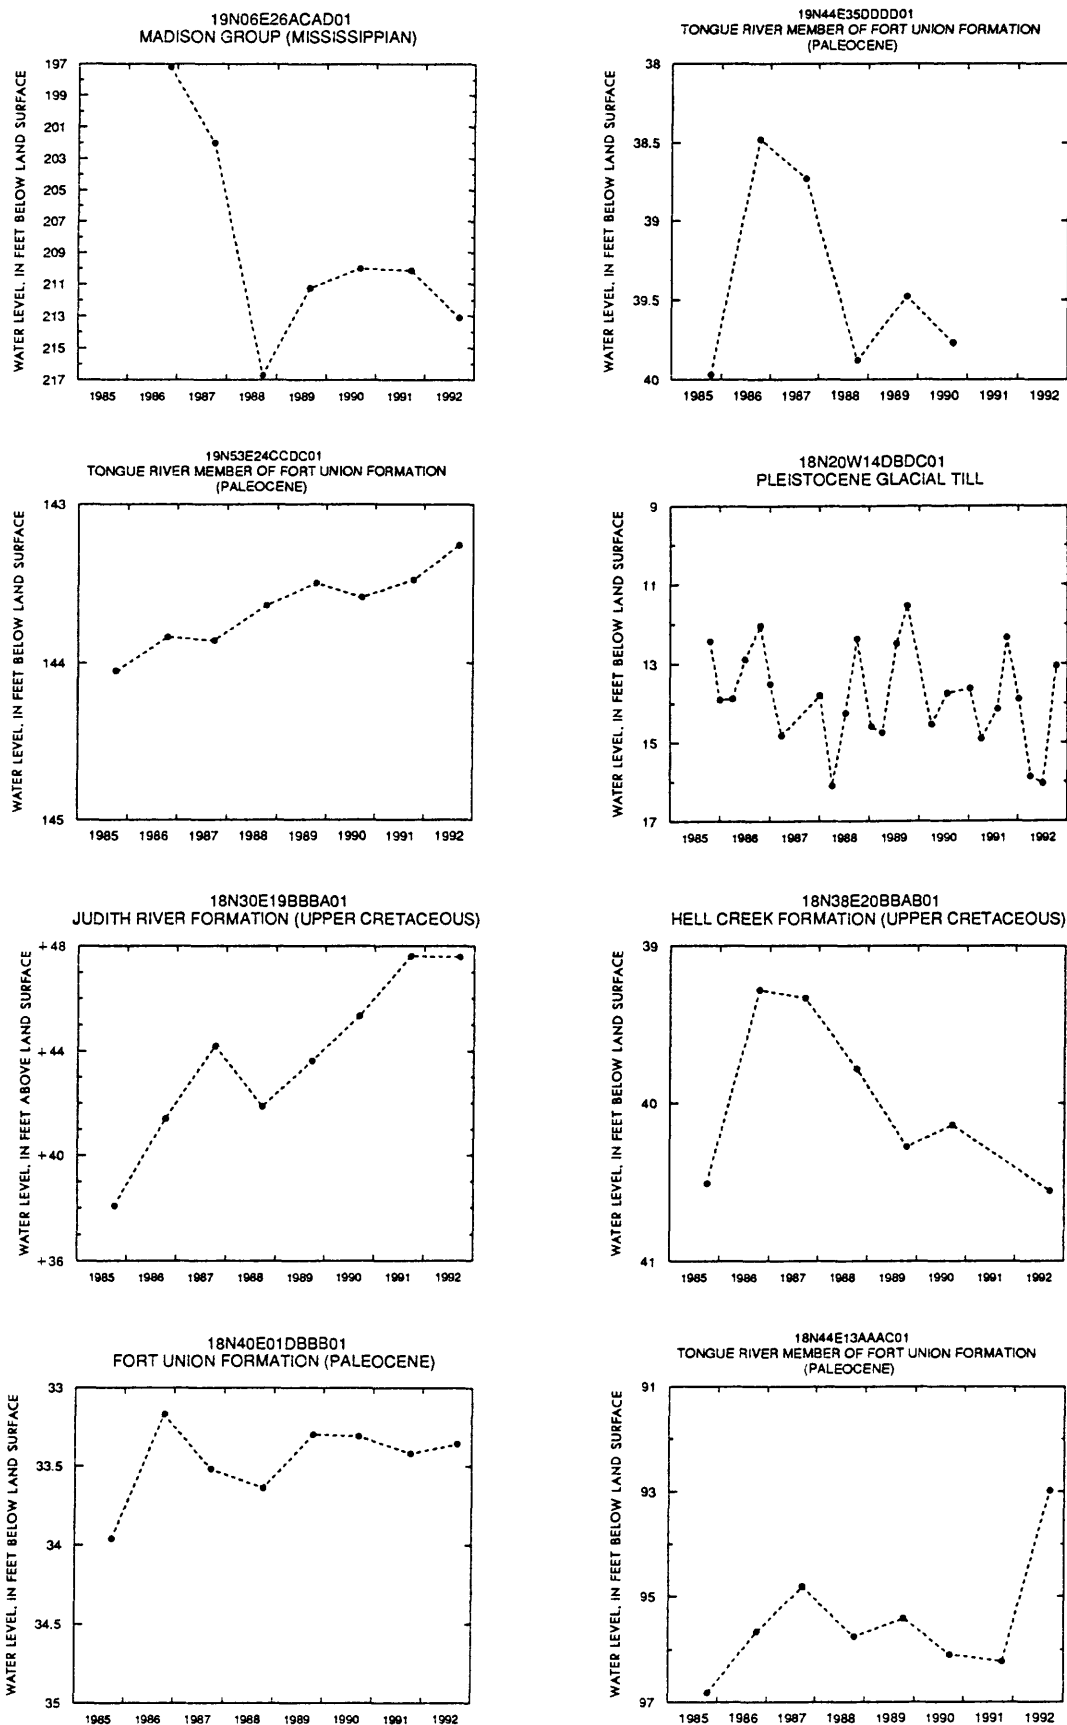 19N06E26ACAD01
MADISON GROUP (MISSISSIPPIAN)
WATER LEVEL, IN FEET BELOW LAND SURFACE
197
199
201
203
205
207
209
211
213
215
217
1985 1986 1987 1988 1989 1990 1991 1992
19N44E35DDDD01
TONGUE RIVER MEMBER OF FORT UNION FORMATION
(PALEOCENE)
WATER LEVEL, IN FEET BELOW LAND SURFACE
38
38.5
39
39.5
40
1985 1986 1987 1988 1989 1990 1991 1992
19N53E24CCDC01
TONGUE RIVER MEMBER OF FORT UNION FORMATION
(PALEOCENE)
WATER LEVEL, IN FEET BELOW LAND SURFACE
143
144
145
1985 1986 1987 1988 1989 1990 1991 1992
18N20W14DBDC01
PLEISTOCENE GLACIAL TILL
WATER LEVEL, IN FEET BELOW LAND SURFACE
9
11
13
15
17
1985 1986 1987 1988 1989 1990 1991 1992
18N30E19BBBA01
JUDITH RIVER FORMATION (UPPER CRETACEOUS)
WATER LEVEL, IN FEET ABOVE LAND SURFACE
+48
+44
+40
+36
1985 1986 1987 1988 1989 1990 1991 1992
18N38E20BBAB01
HELL CREEK FORMATION (UPPER CRETACEOUS)
WATER LEVEL, IN FEET BELOW LAND SURFACE
39
40
41
1985 1986 1987 1988 1989 1990 1991 1992
18N40E01DBBB01
FORT UNION FORMATION (PALEOCENE)
WATER LEVEL, IN FEET BELOW LAND SURFACE
33
33.5
34
34.5
35
1985 1986 1987 1988 1989 1990 1991 1992
18N44E13AAAC01
TONGUE RIVER MEMBER OF FORT UNION FORMATION
(PALEOCENE)
WATER LEVEL, IN FEET BELOW LAND SURFACE
91
93
95
97
1985 1986 1987 1988 1989 1990 1991 1992